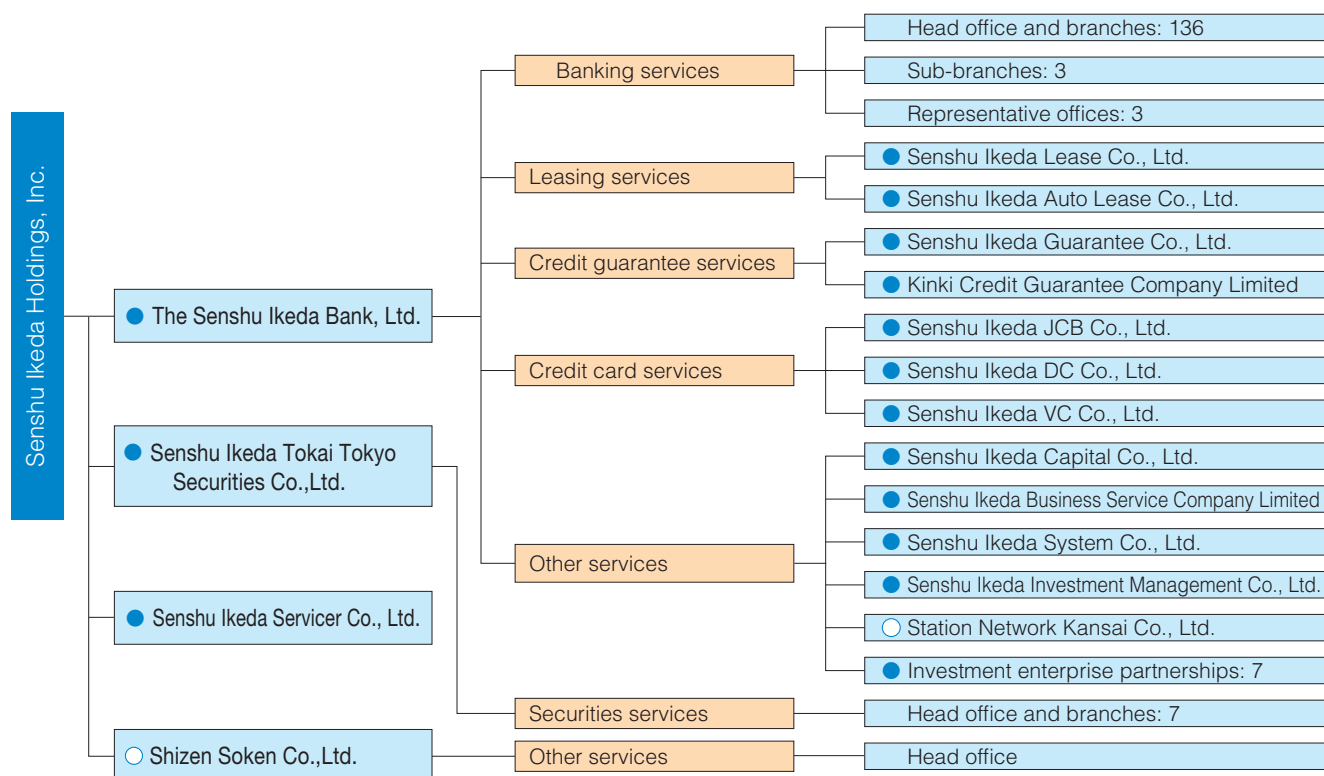 Senshu Ikeda Holdings, Inc.
The Senshu Ikeda Bank, Ltd.
Senshu Ikeda Tokai Tokyo
Securities Co.,Ltd.
Senshu Ikeda Servicer Co., Ltd.
Shizen Soken Co.,Ltd.
Banking services
Leasing services
Credit guarantee services
Credit card services
Other services
Securities services
Other services
Head office and branches: 136
Sub-branches: 3
Representative offices: 3
Senshu Ikeda Lease Co., Ltd.
Senshu Ikeda Auto Lease Co., Ltd.
Senshu Ikeda Guarantee Co., Ltd.
Kinki Credit Guarantee Company Limited
Senshu Ikeda JCB Co., Ltd.
Senshu Ikeda DC Co., Ltd.
Senshu Ikeda VC Co., Ltd.
Senshu Ikeda Capital Co., Ltd.
Senshu Ikeda Business Service Company Limited
Senshu Ikeda System Co., Ltd.
Senshu Ikeda Investment Management Co., Ltd.
Station Network Kansai Co., Ltd.
Investment enterprise partnerships: 7
Head office and branches: 7
Head office